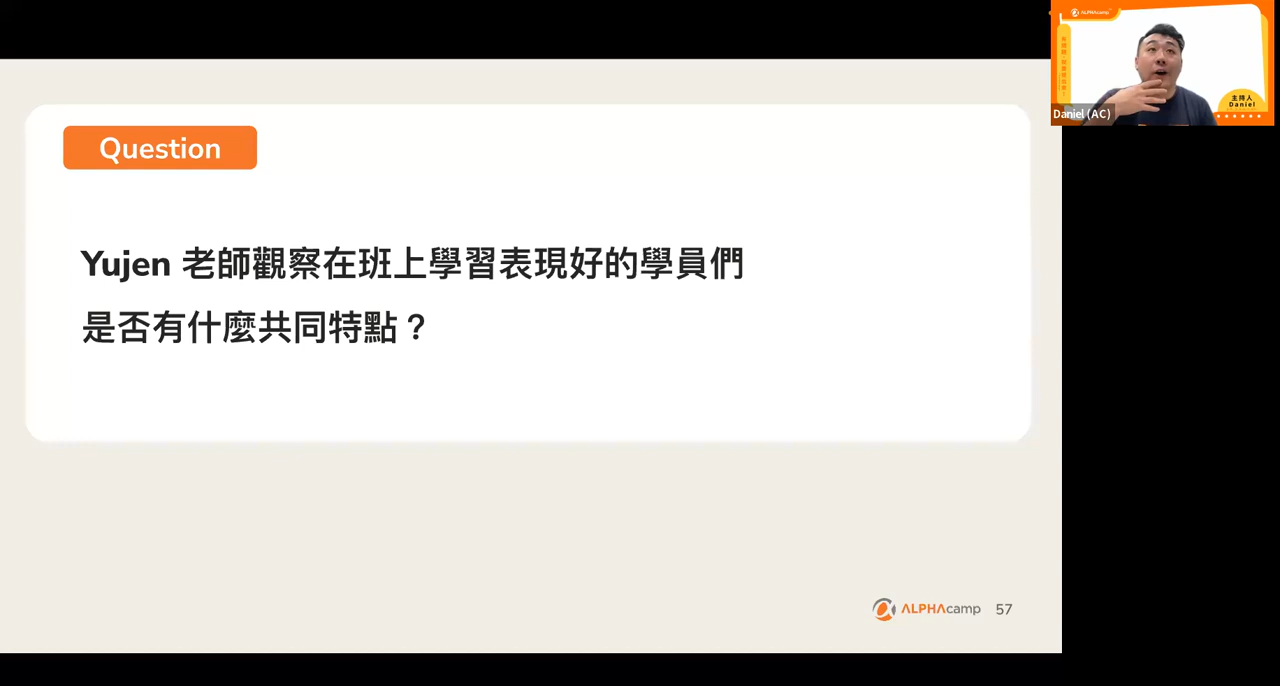 Question
Yujen 老師觀察在班上學習表現好的學員們
是否有什麼共同特點？
ALPHAcamp 57
ALPHAcamp
主持人
Daniel
Daniel (AC)